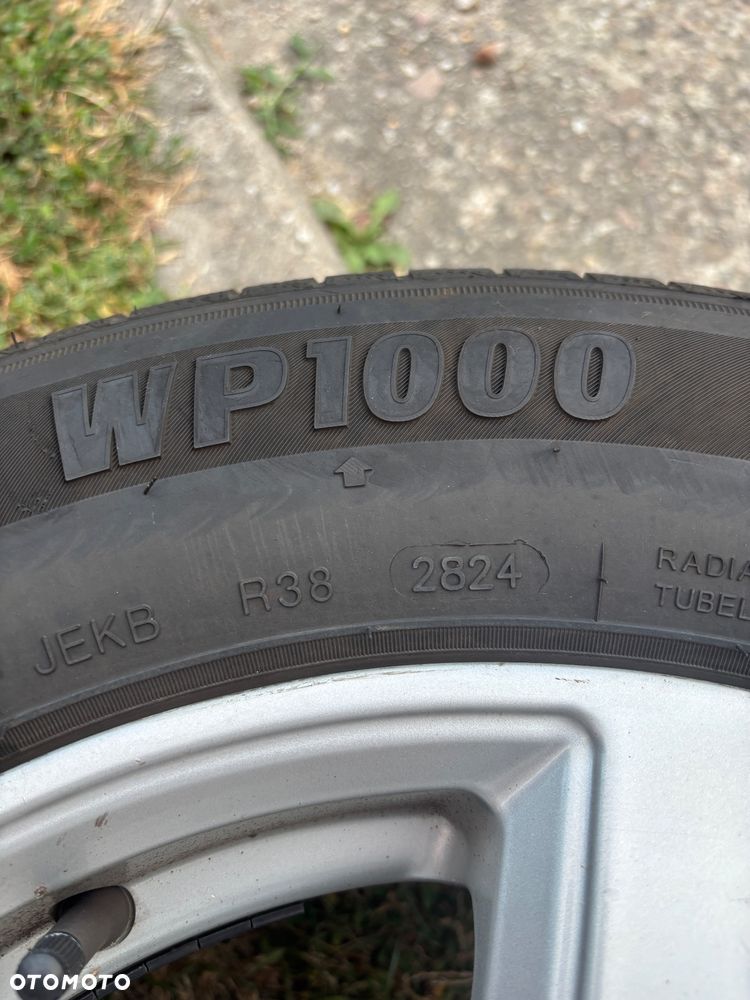 WP1000
JEKB R38 2824
RADIA
TUBEL
OTOMOTO